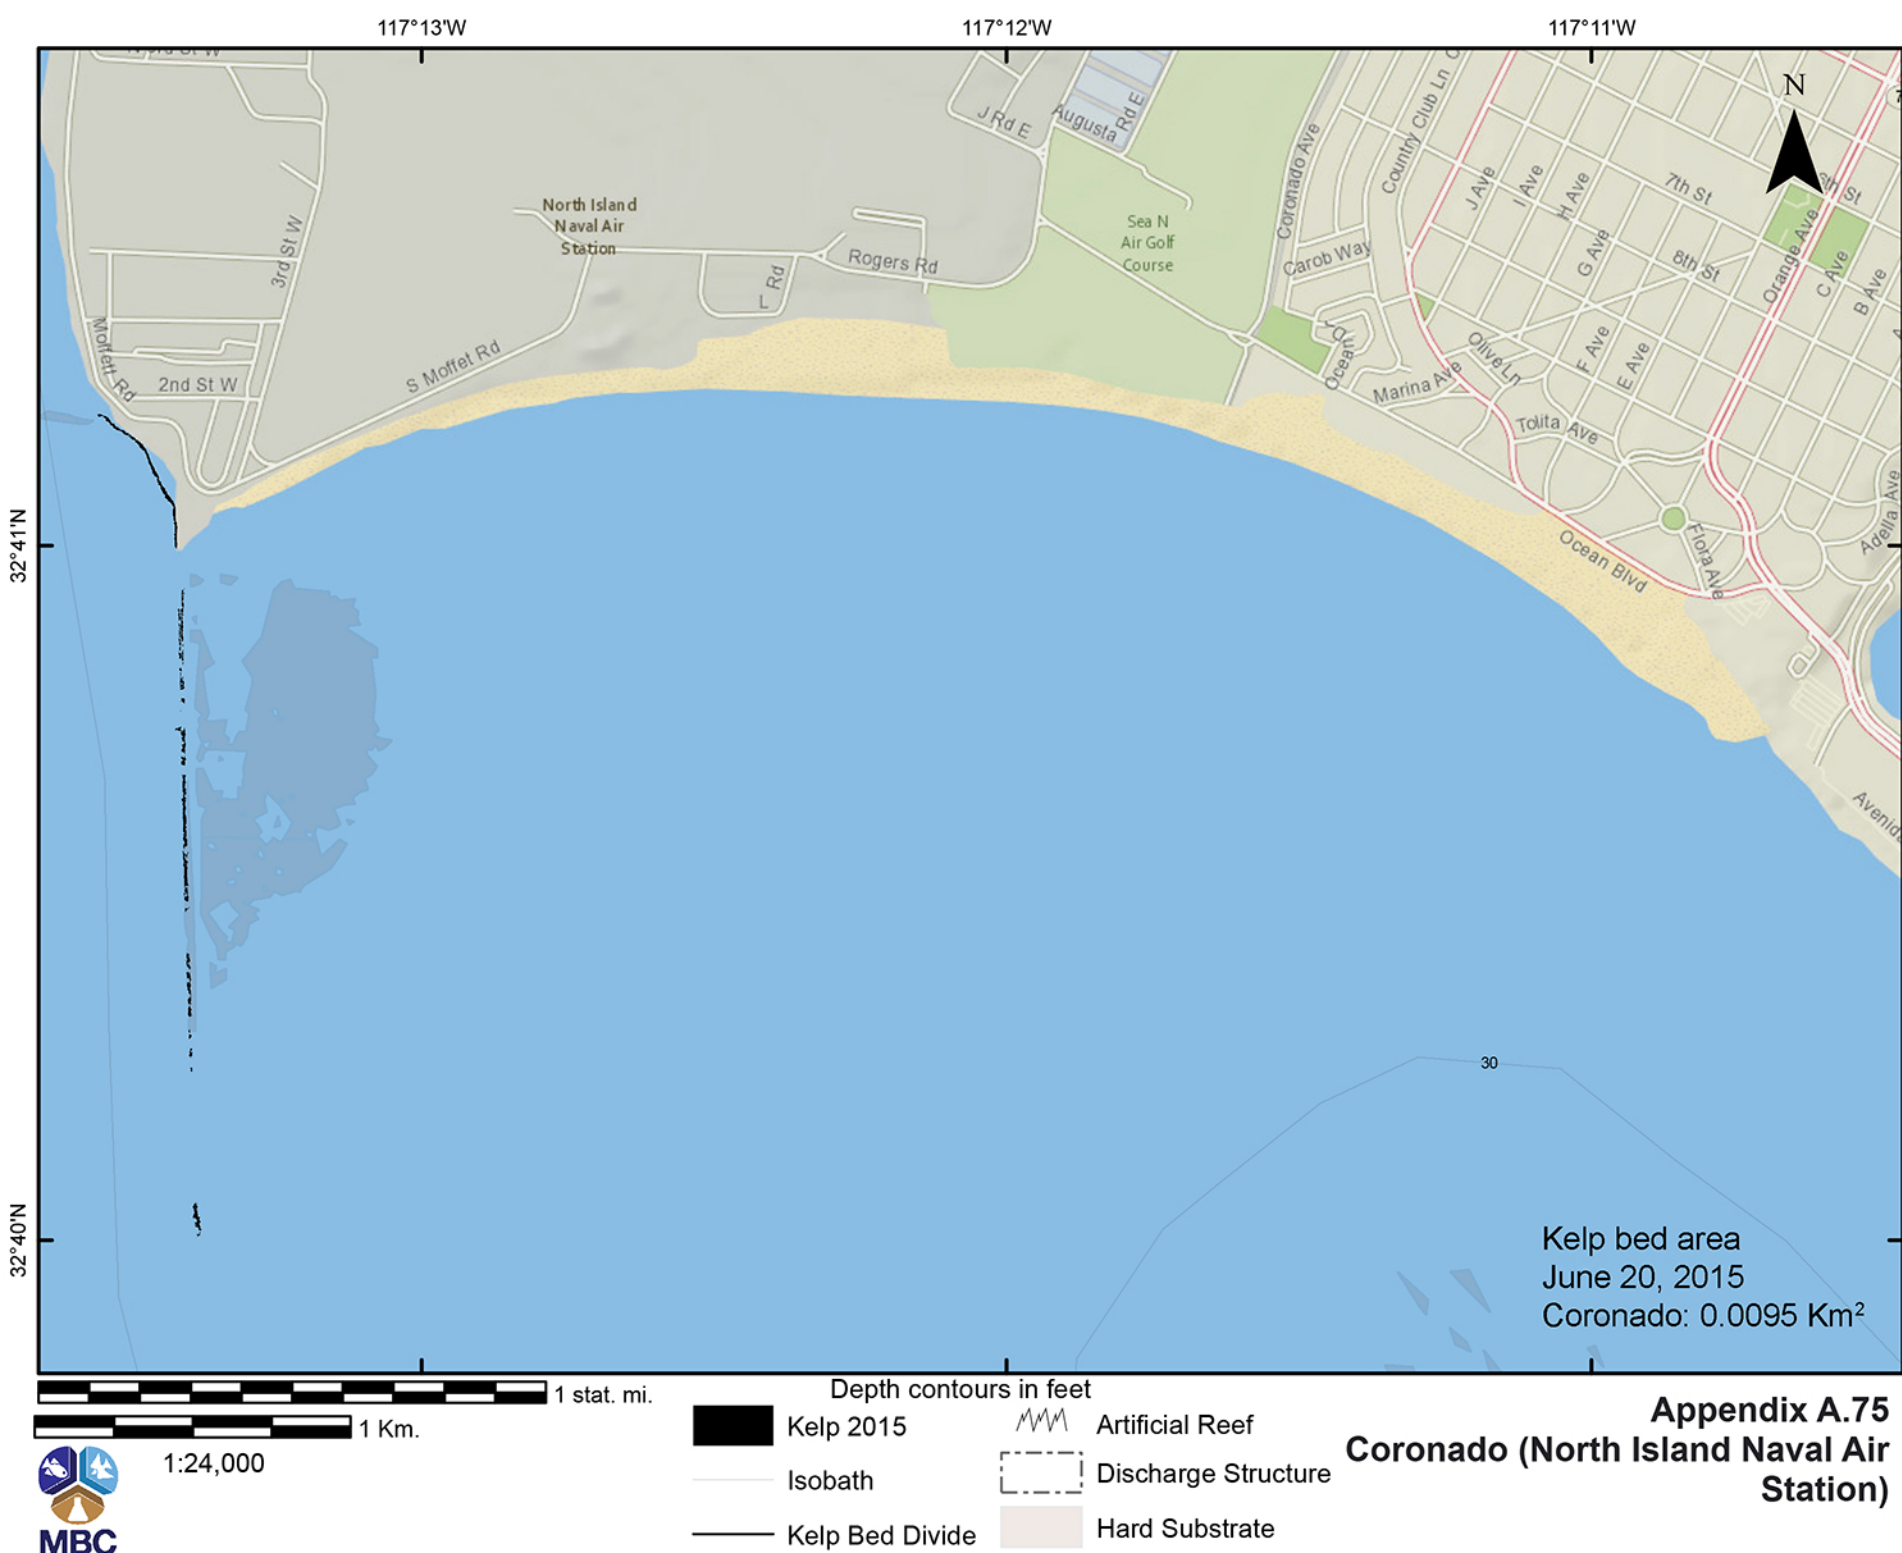 117°13'W
117°12'W
117°11'W
N
6th St
7th St
8th St
J Rd E
Augusta
Rd E
Coronado Ave
Country Club Ln
J Ave
I Ave
H Ave
G Ave
F Ave
E Ave
Orange Ave
C Ave
B Ave
North Island
Naval Air
Station
Sea N
Air Golf
Course
3rd St W
L Rd
Rogers Rd
Carob Way
Moffett Rd
2nd St W
S Moffet Rd
Ocean
Marina Ave
Olive Ln
Tolita Ave
Flora Ave
Adella Ave
Ocean Blvd
32°41'N
30
32°40'N
Kelp bed area
June 20, 2015
Coronado: 0.0095 Km²
1 stat. mi.
1 Km.
1:24,000
MBC
Depth contours in feet
Kelp 2015
Isobath
Kelp Bed Divide
Artificial Reef
Discharge Structure
Hard Substrate
Appendix A.75
Coronado (North Island Naval Air
Station)